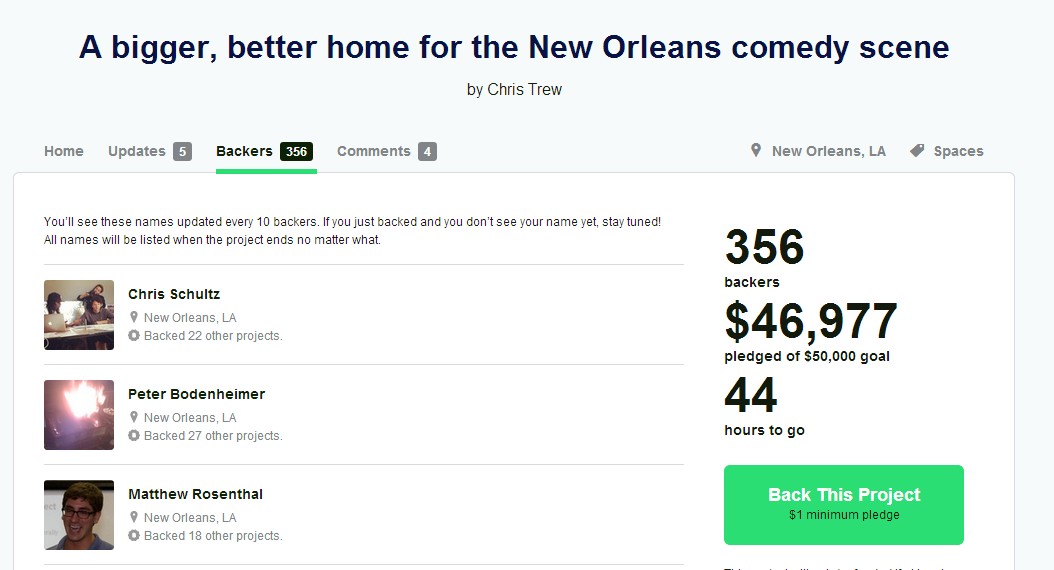 A bigger, better home for the New Orleans comedy scene
by Chris Trew
Home Updates 5 Backers 356 Comments 4 New Orleans, LA Spaces
You'll see these names updated every 10 backers. If you just backed and you don't see your name yet, stay tuned!
All names will be listed when the project ends no matter what.
Chris Schultz
New Orleans, LA
Backed 22 other projects.
Peter Bodenheimer
New Orleans, LA
Backed 27 other projects.
Matthew Rosenthal
New Orleans, LA
Backed 18 other projects.
356
backers
$46,977
pledged of $50,000 goal
44
hours to go
Back This Project
$1 minimum pledge